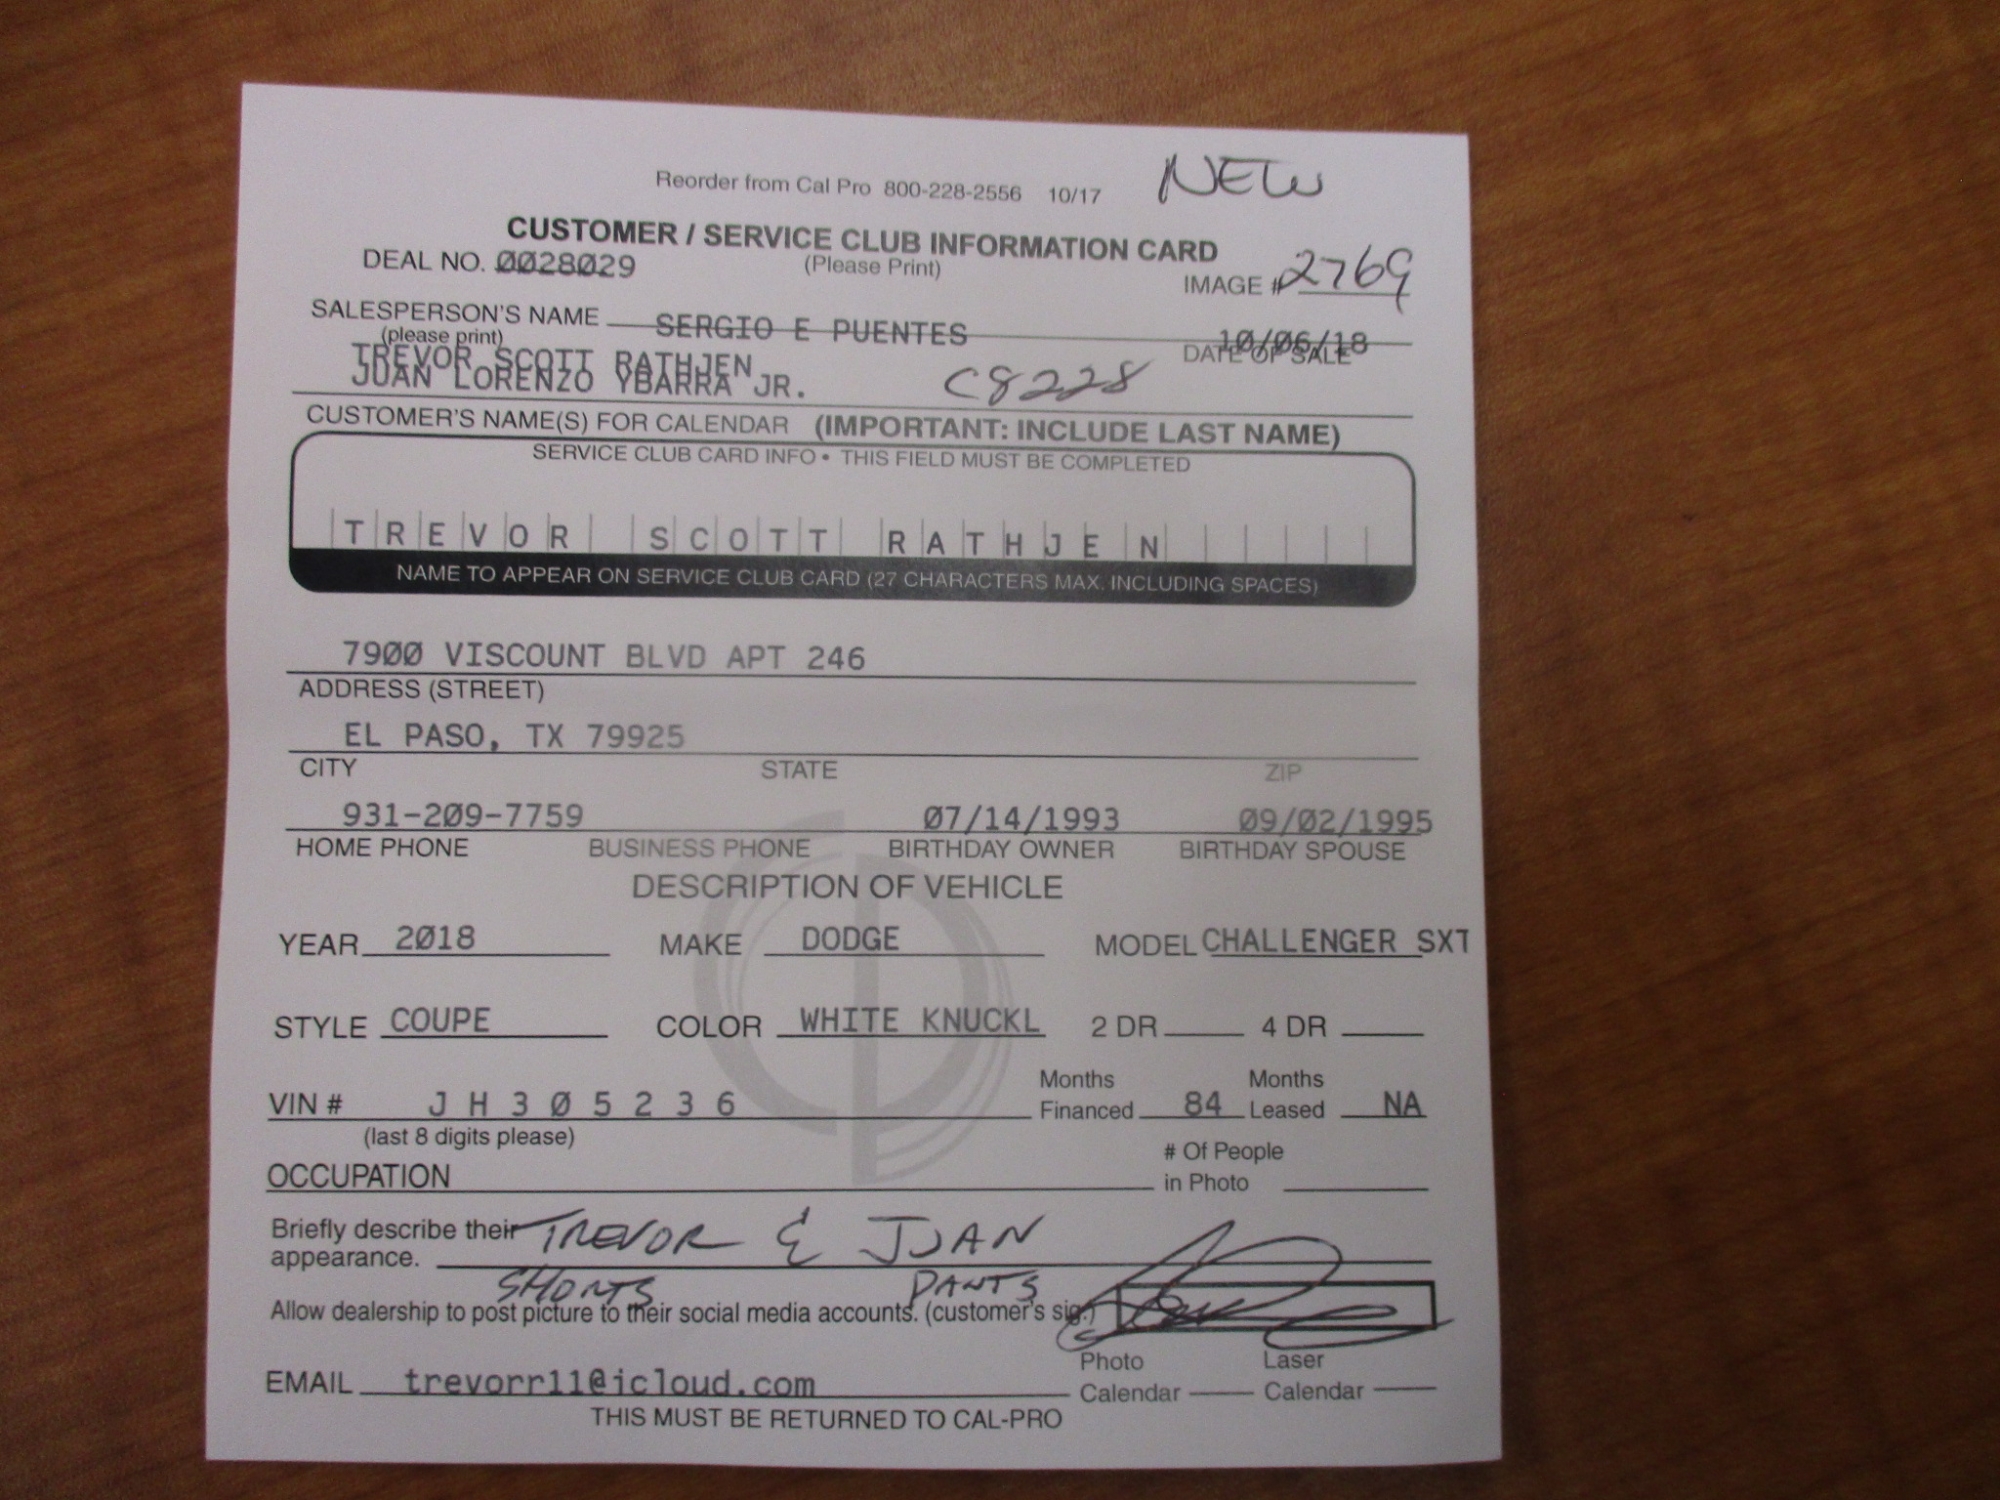 Reorder from Cal Pro 800-228-2556 10/17 NEW
CUSTOMER / SERVICE CLUB INFORMATION CARD
DEAL NO. 0028029 (Please Print) IMAGE # 2769
SALESPERSON'S NAME SERGIO E PUENTES 10/06/18
(please print) DATE OF SALE
TREVOR SCOTT RATHJEN
JUAN LORENZO YBARRA JR. C8228
CUSTOMER'S NAME(S) FOR CALENDAR (IMPORTANT: INCLUDE LAST NAME)
SERVICE CLUB CARD INFO • THIS FIELD MUST BE COMPLETED
TREVOR SCOTT RATHJEN
NAME TO APPEAR ON SERVICE CLUB CARD (27 CHARACTERS MAX. INCLUDING SPACES)
7900 VISCOUNT BLVD APT 246
ADDRESS (STREET)
EL PASO, TX 79925
CITY STATE ZIP
931-209-7759 07/14/1993 09/02/1995
HOME PHONE BUSINESS PHONE BIRTHDAY OWNER BIRTHDAY SPOUSE
DESCRIPTION OF VEHICLE
YEAR 2018 MAKE DODGE MODEL CHALLENGER SXT
STYLE COUPE COLOR WHITE KNUCKL 2 DR 4 DR
Months Months
VIN # J H 3 0 5 2 3 6 Financed 84 Leased NA
(last 8 digits please)
# Of People
OCCUPATION in Photo
Briefly describe their TREVOR & JUAN
appearance.
SHORTS PANTS
Allow dealership to post picture to their social media accounts. (customer's sig.)
Photo Laser
EMAIL trevorr11@icloud.com Calendar Calendar
THIS MUST BE RETURNED TO CAL-PRO